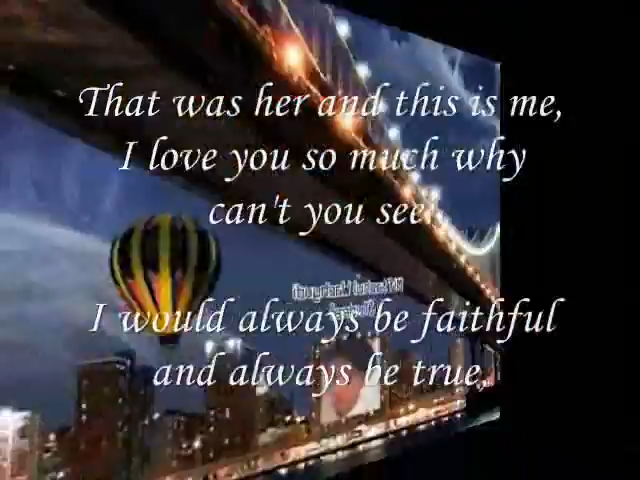 That was her and this is me,
I love you so much why
can't you see!
I would always be faithful
and always be true.